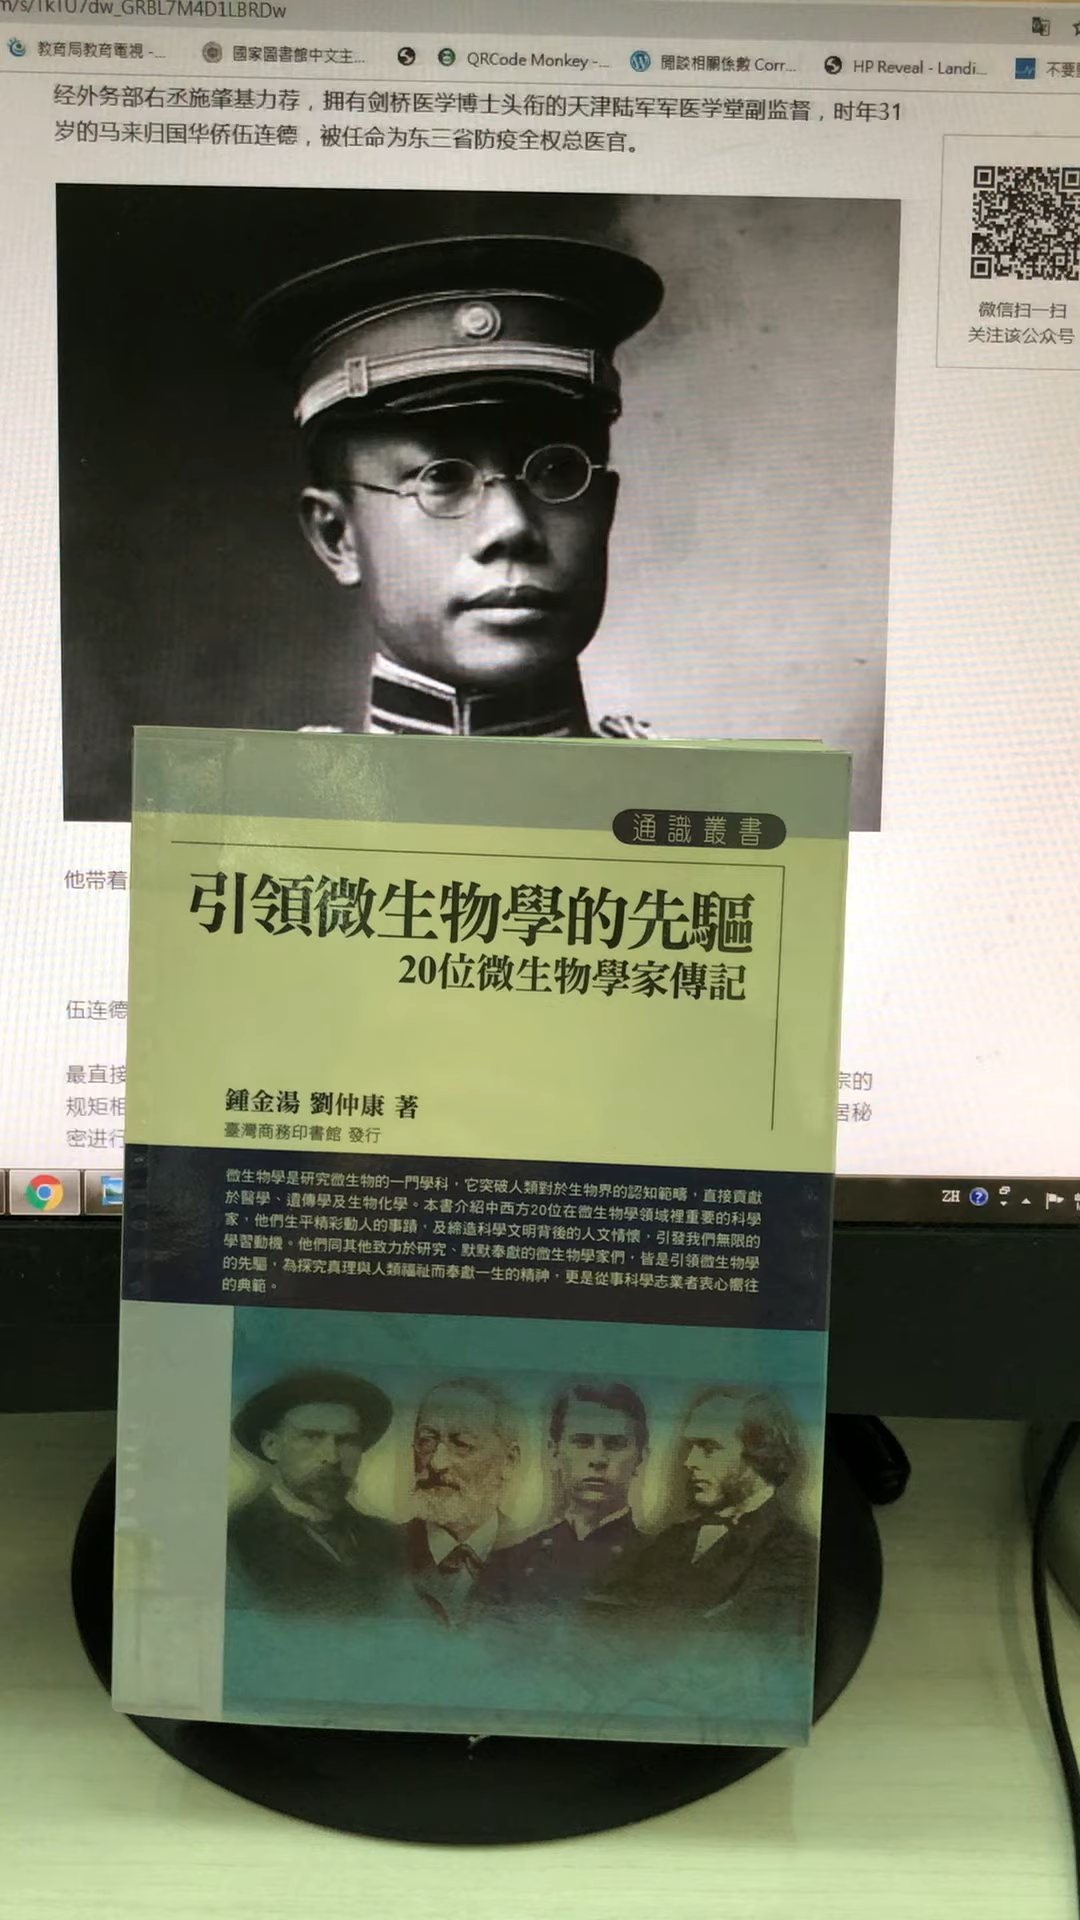 m/s/TkTU7dw_GRBL7M4D1LBRDw
教育局教育電視 -...
國家圖書館中文主...
QRCode Monkey -...
閒談相關係數 Corr...
HP Reveal - Landi...
不要
经外务部右丞施肇基力荐，拥有剑桥医学博士头衔的天津陆军军医学堂副监督，时年31
岁的马来归国华侨伍连德，被任命为东三省防疫全权总医官。
微信扫一扫
关注该公众号
他带着
伍连德
最直接
宗的
规矩相
居秘
密进行
ZH
通識叢書
引領微生物學的先驅
20位微生物學家傳記
鍾金湯 劉仲康 著
臺灣商務印書館 發行
微生物學是研究微生物的一門學科，它突破人類對於生物界的認知範疇，直接貢獻
於醫學、遺傳學及生物化學。本書介紹中西方20位在微生物學領域裡重要的科學
家，他們生平精彩動人的事蹟，及締造科學文明背後的人文情懷，引發我們無限的
學習動機。他們同其他致力於研究、默默奉獻的微生物學家們，皆是引領微生物學
的先驅，為探究真理與人類福祉而奉獻一生的精神，更是從事科學志業者衷心嚮往
的典範。